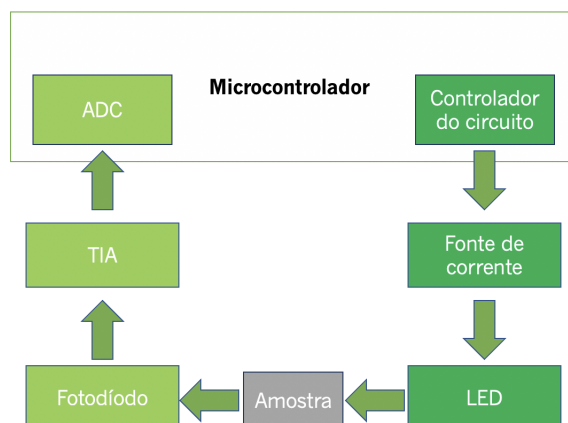 Microcontrolador
ADC
Controlador
do circuito
TIA
Fonte de
corrente
Fotodíodo
Amostra
LED